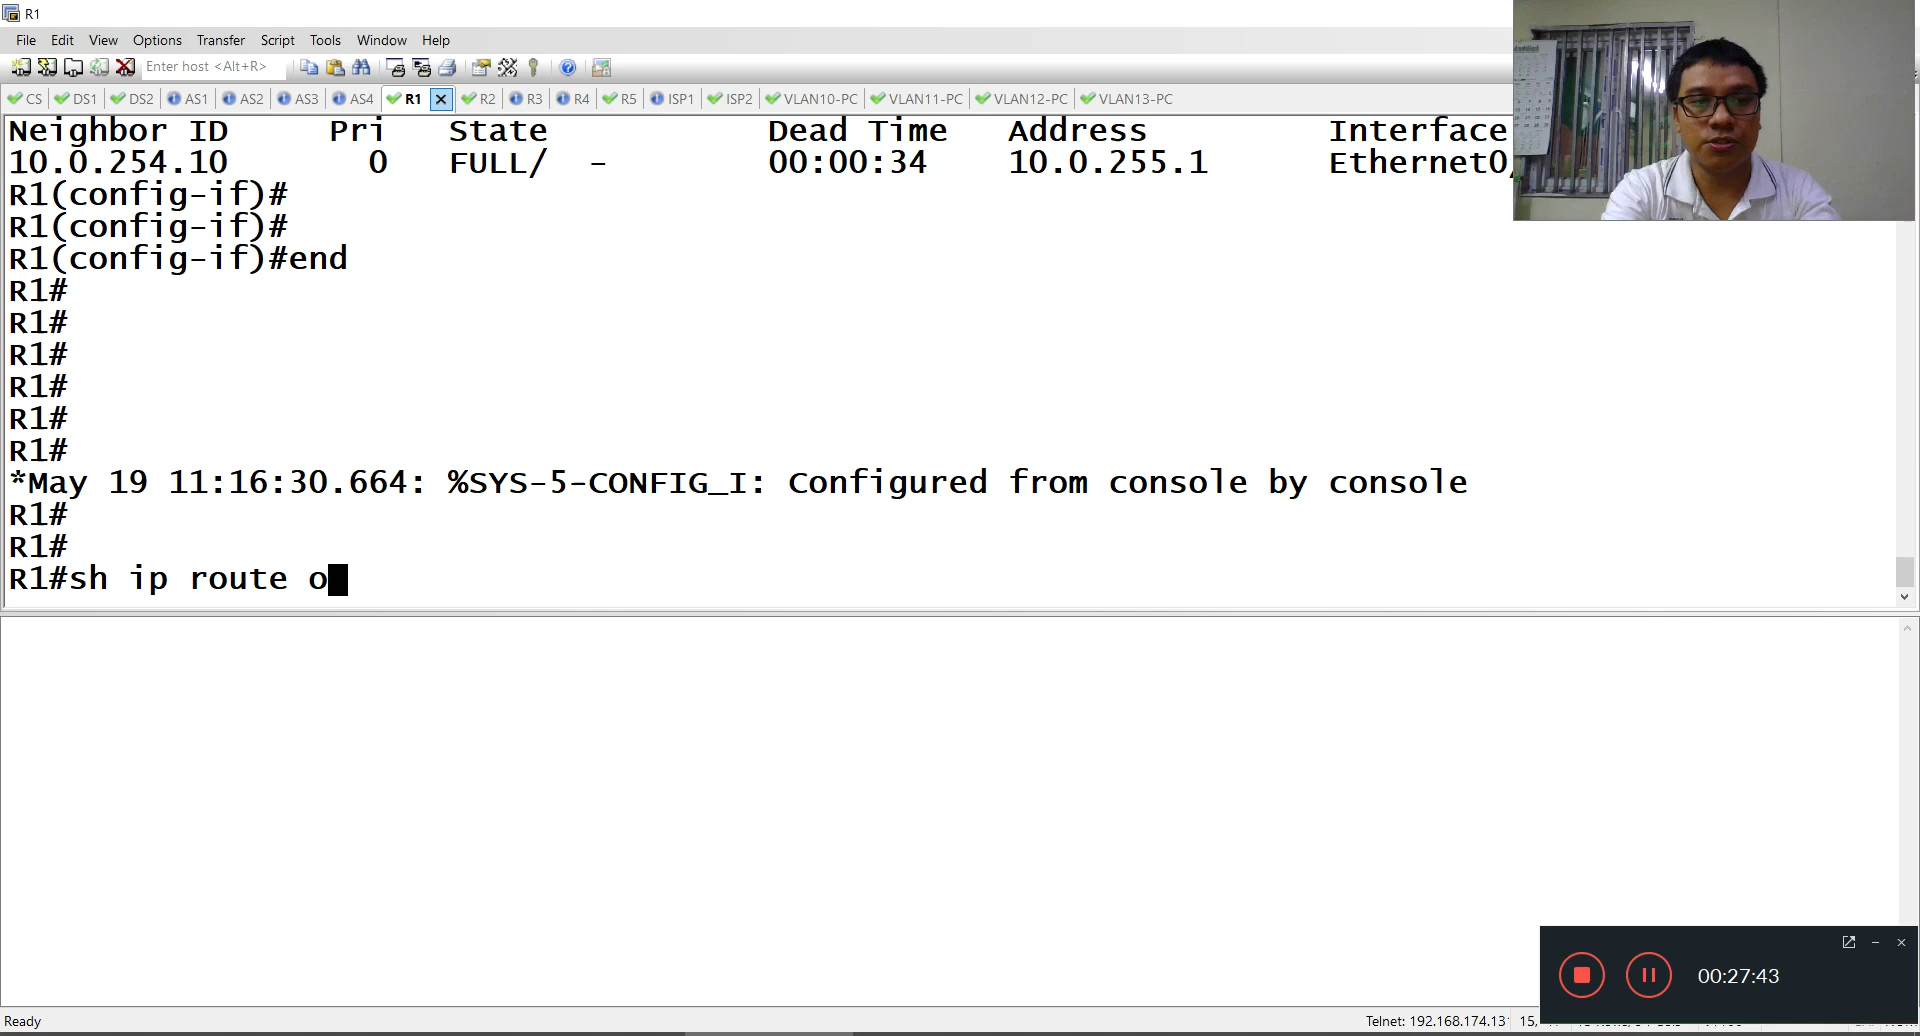 R1
File Edit View Options Transfer Script Tools Window Help
Enter host <Alt+R>
CS DS1 DS2 AS1 AS2 AS3 AS4 R1 R2 R3 R4 R5 ISP1 ISP2 VLAN10-PC VLAN11-PC VLAN12-PC VLAN13-PC
Neighbor ID Pri State Dead Time Address Interface
10.0.254.10 0 FULL/ - 00:00:34 10.0.255.1 Ethernet0/
R1(config-if)#
R1(config-if)#
R1(config-if)#end
R1#
R1#
R1#
R1#
R1#
R1#
*May 19 11:16:30.664: %SYS-5-CONFIG_I: Configured from console by console
R1#
R1#
R1#sh ip route o
00:27:43
Ready Telnet: 192.168.174.13 15,